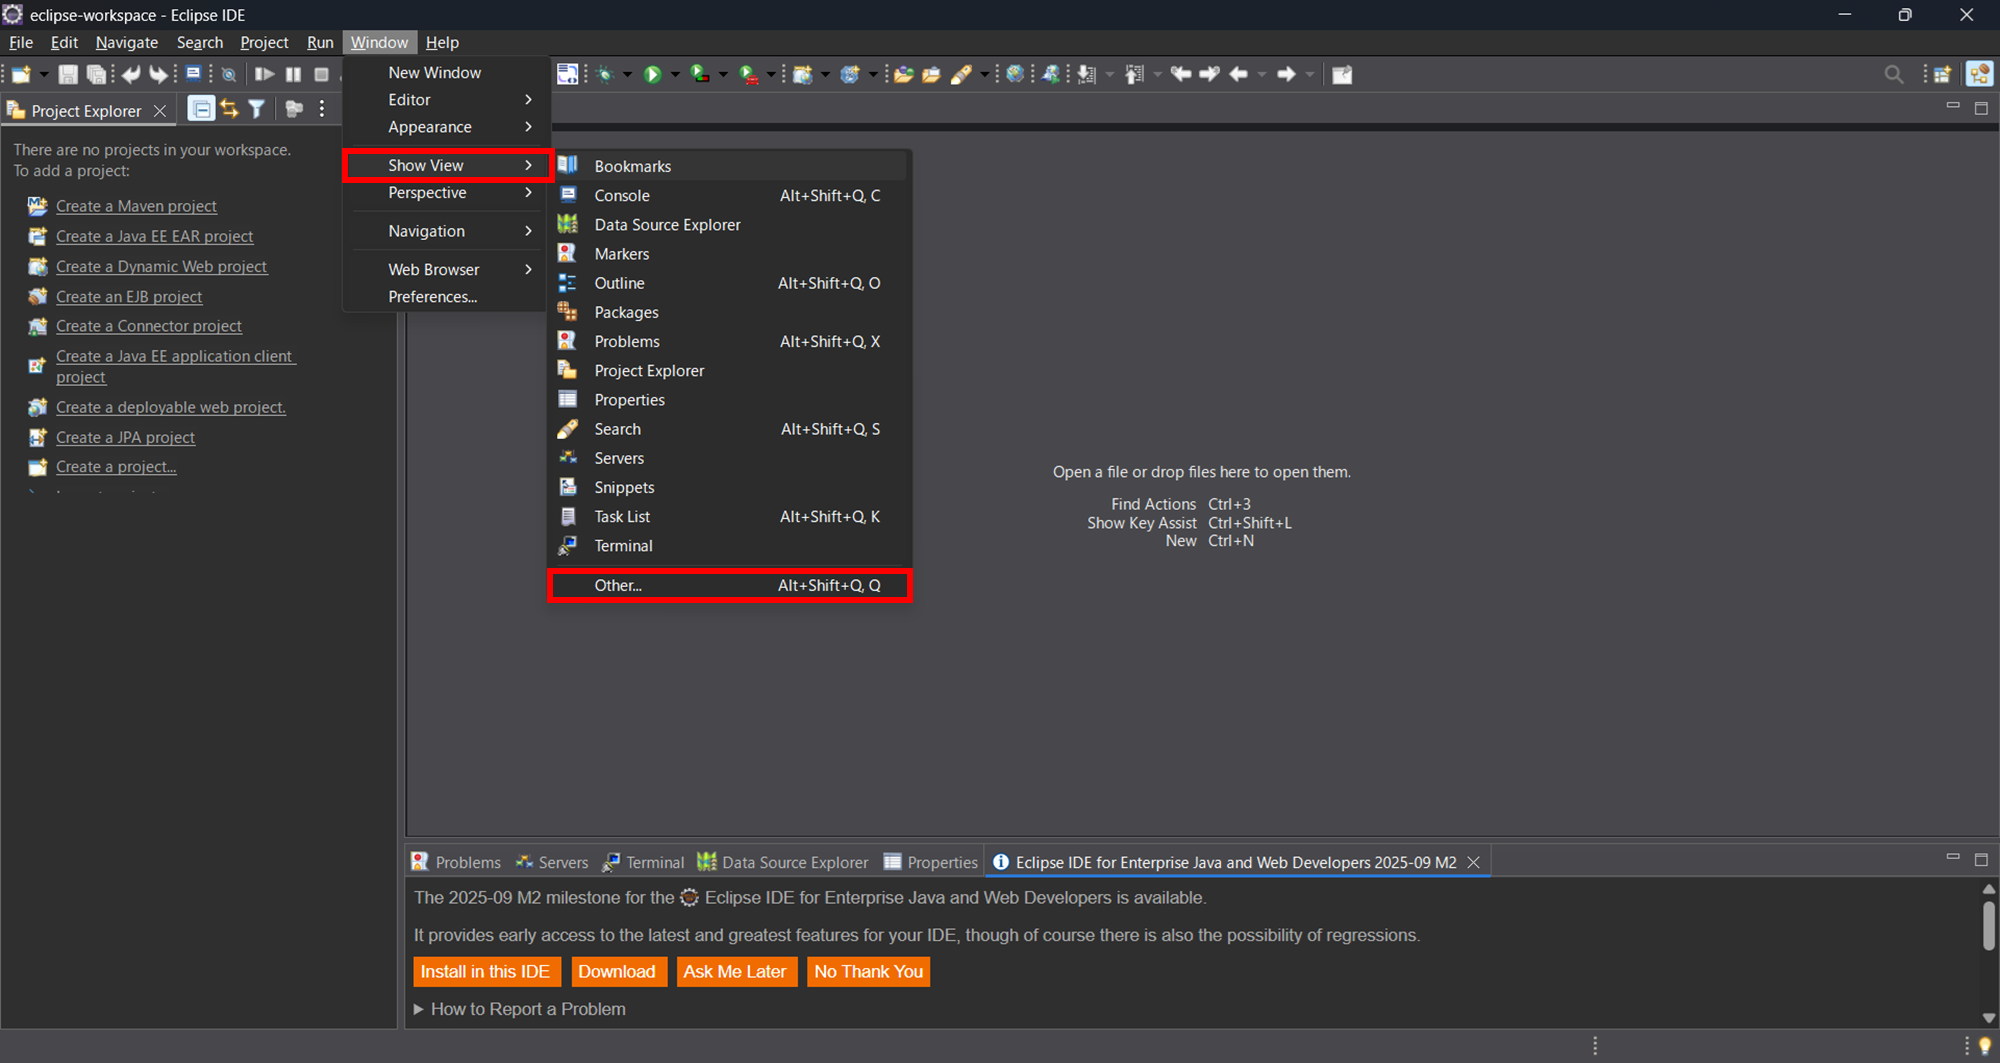 eclipse-workspace - Eclipse IDE
File Edit Navigate Search Project Run Window Help
Project Explorer
There are no projects in your workspace.
To add a project:
Create a Maven project
Create a Java EE EAR project
Create a Dynamic Web project
Create an EJB project
Create a Connector project
Create a Java EE application client
project
Create a deployable web project.
Create a JPA project
Create a project...
New Window
Editor
Appearance
Show View
Perspective
Navigation
Web Browser
Preferences...
Bookmarks
Console Alt+Shift+Q, C
Data Source Explorer
Markers
Outline Alt+Shift+Q, O
Packages
Problems Alt+Shift+Q, X
Project Explorer
Properties
Search Alt+Shift+Q, S
Servers
Snippets
Task List Alt+Shift+Q, K
Terminal
Other... Alt+Shift+Q, Q
Open a file or drop files here to open them.
Find Actions Ctrl+3
Show Key Assist Ctrl+Shift+L
New Ctrl+N
Problems Servers Terminal Data Source Explorer Properties Eclipse IDE for Enterprise Java and Web Developers 2025-09 M2
The 2025-09 M2 milestone for the Eclipse IDE for Enterprise Java and Web Developers is available.
It provides early access to the latest and greatest features for your IDE, though of course there is also the possibility of regressions.
Install in this IDE Download Ask Me Later No Thank You
How to Report a Problem